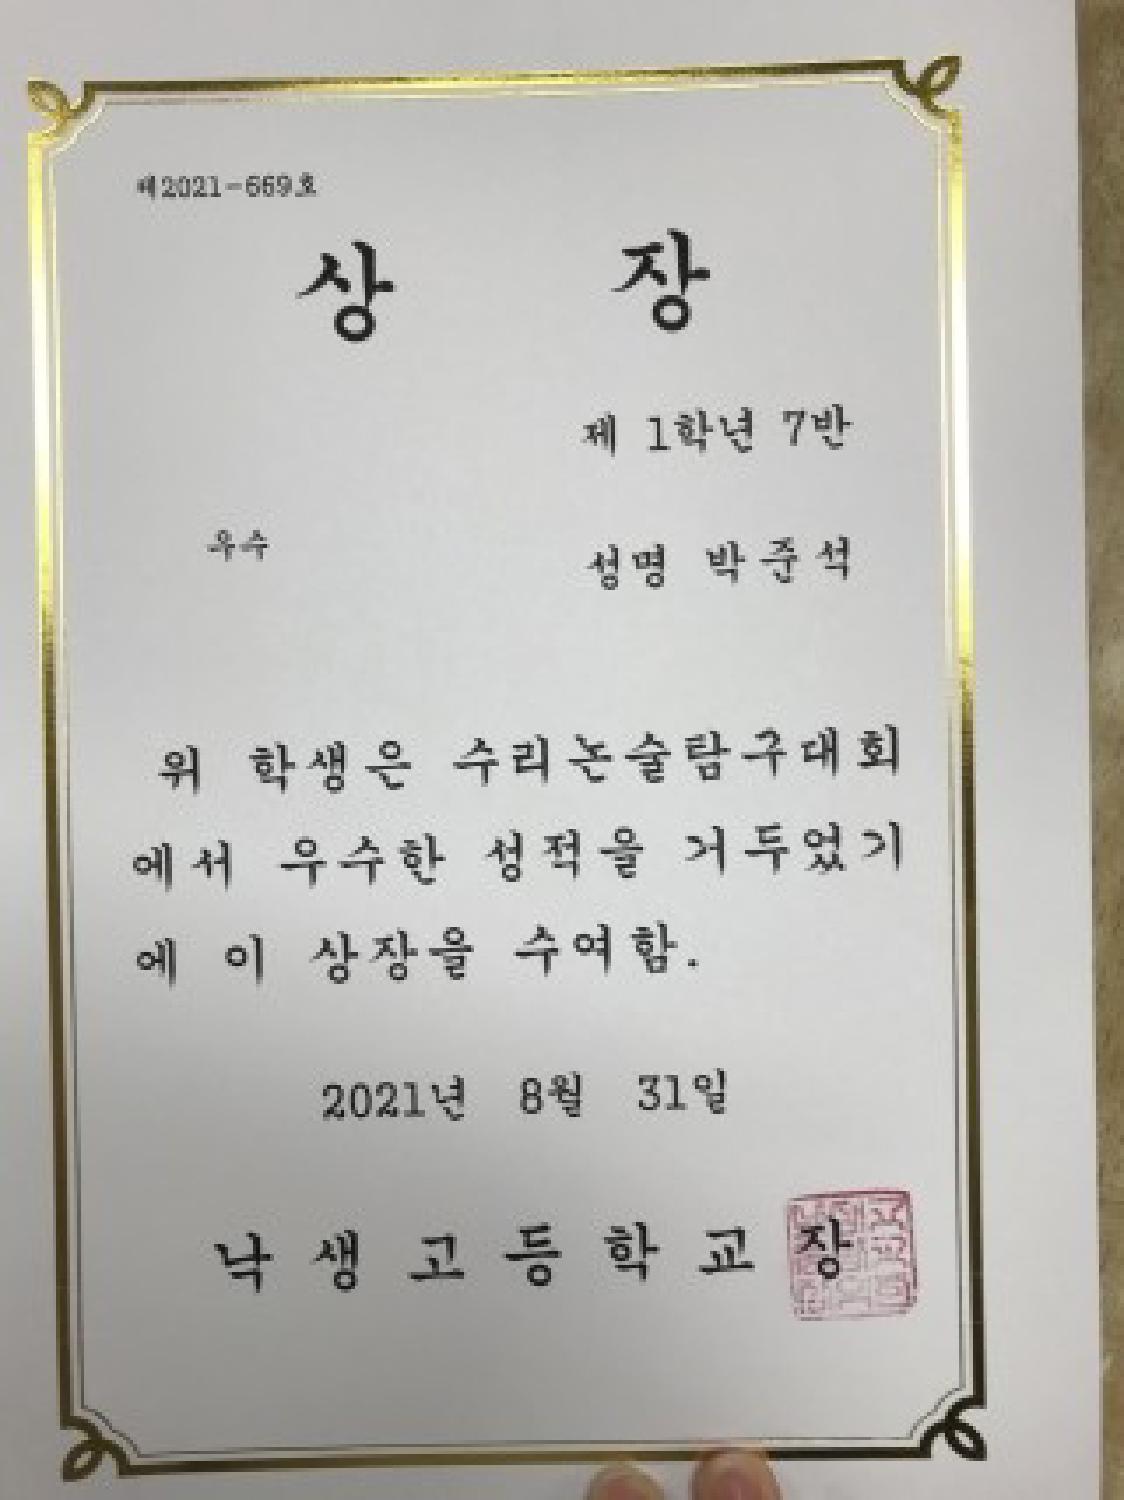 제2021-669호
상 장
제 1학년 7반
우수
성명 박준석
위 학생은 수리논술탐구대회
에서 우수한 성적을 거두었기
에 이 상장을 수여함.
2021년 8월 31일
낙생고등학교장